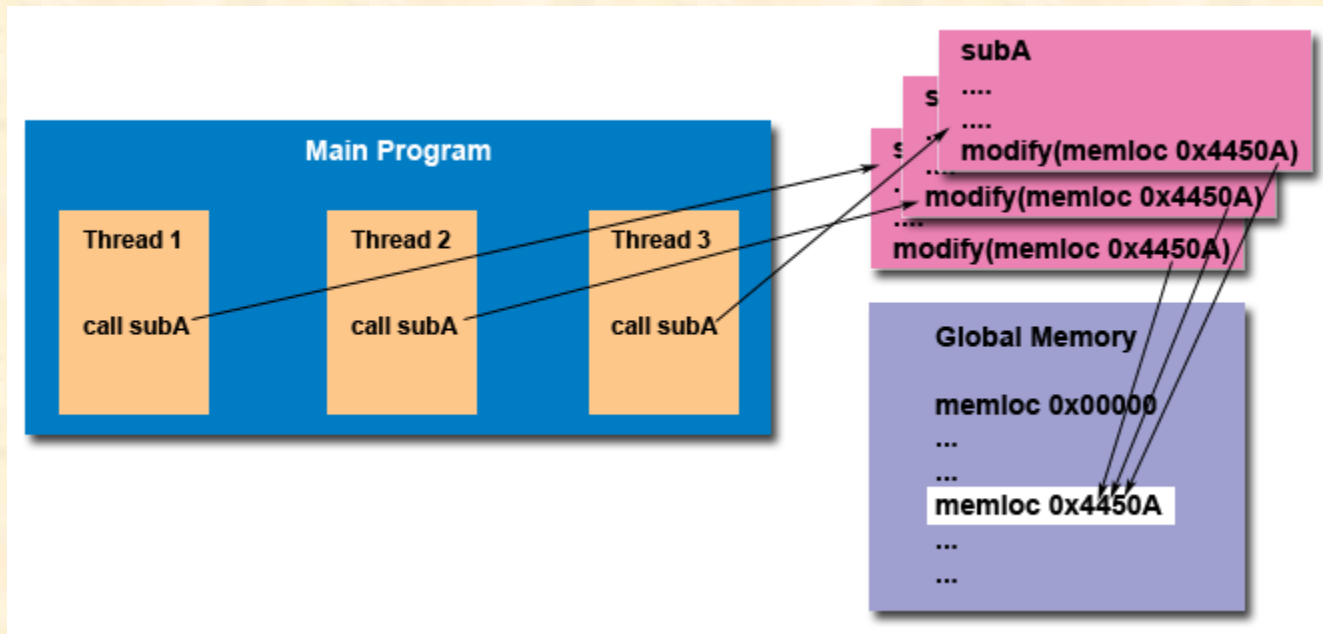 Main Program
Thread 1
call subA
Thread 2
call subA
Thread 3
call subA
subA
....
....
modify(memloc 0x4450A)
s
..
....
modify(memloc 0x4450A)
s
..
....
modify(memloc 0x4450A)
Global Memory
memloc 0x00000
...
...
memloc 0x4450A
...
...